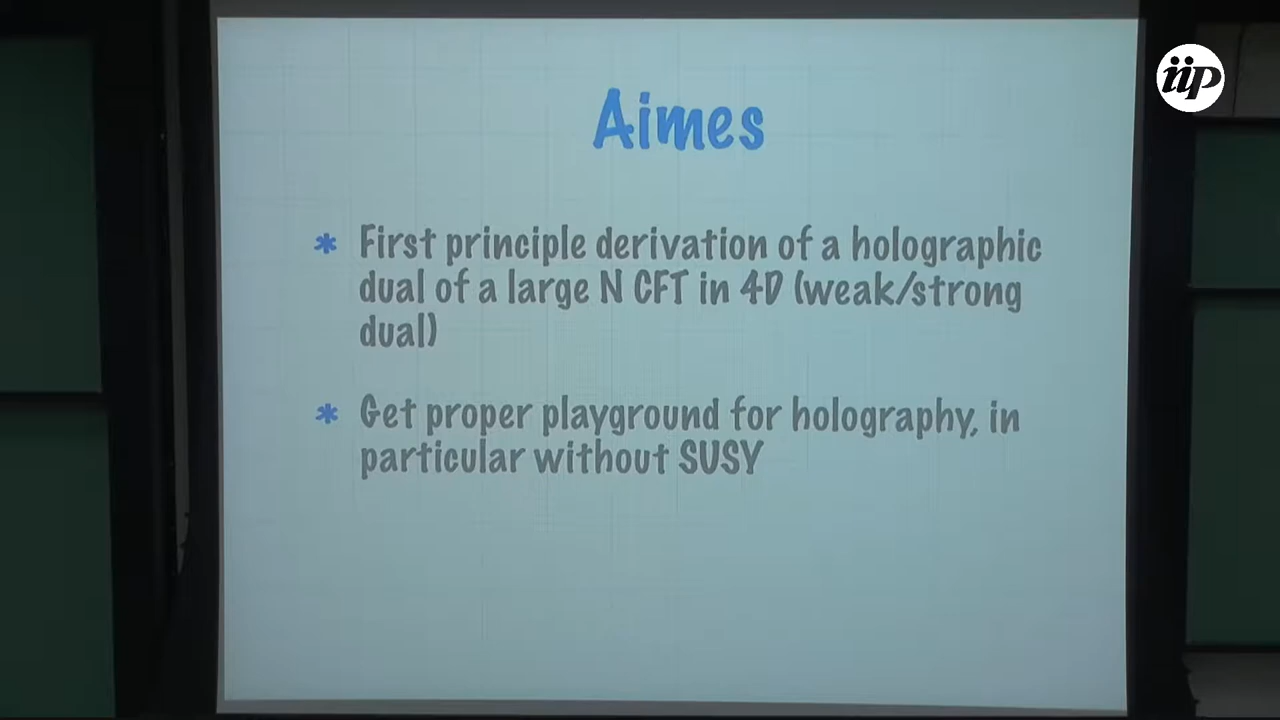 iip
Aimes
* First principle derivation of a holographic
dual of a large N CFT in 4D (weak/strong
dual)
* Get proper playground for holography, in
particular without SUSY